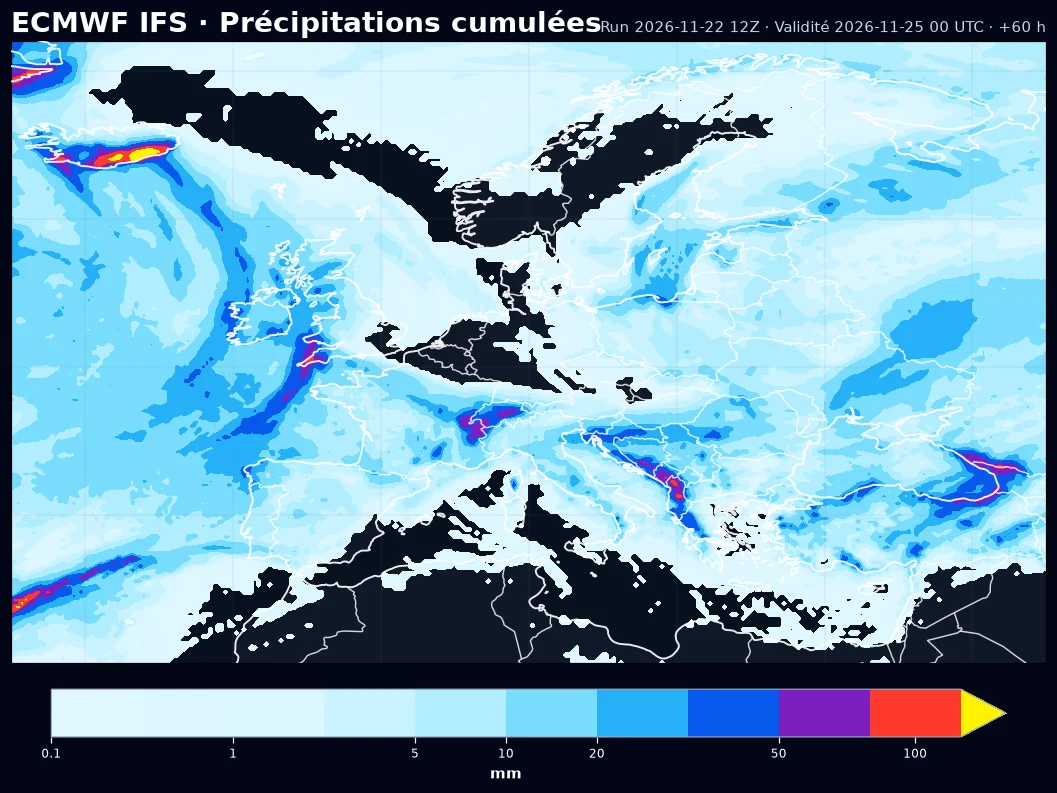 ECMWF IFS · Précipitations cumulées
Run 2026-11-22 12Z · Validité 2026-11-25 00 UTC · +60 h
0.1 1 5 10 20 50 100
mm